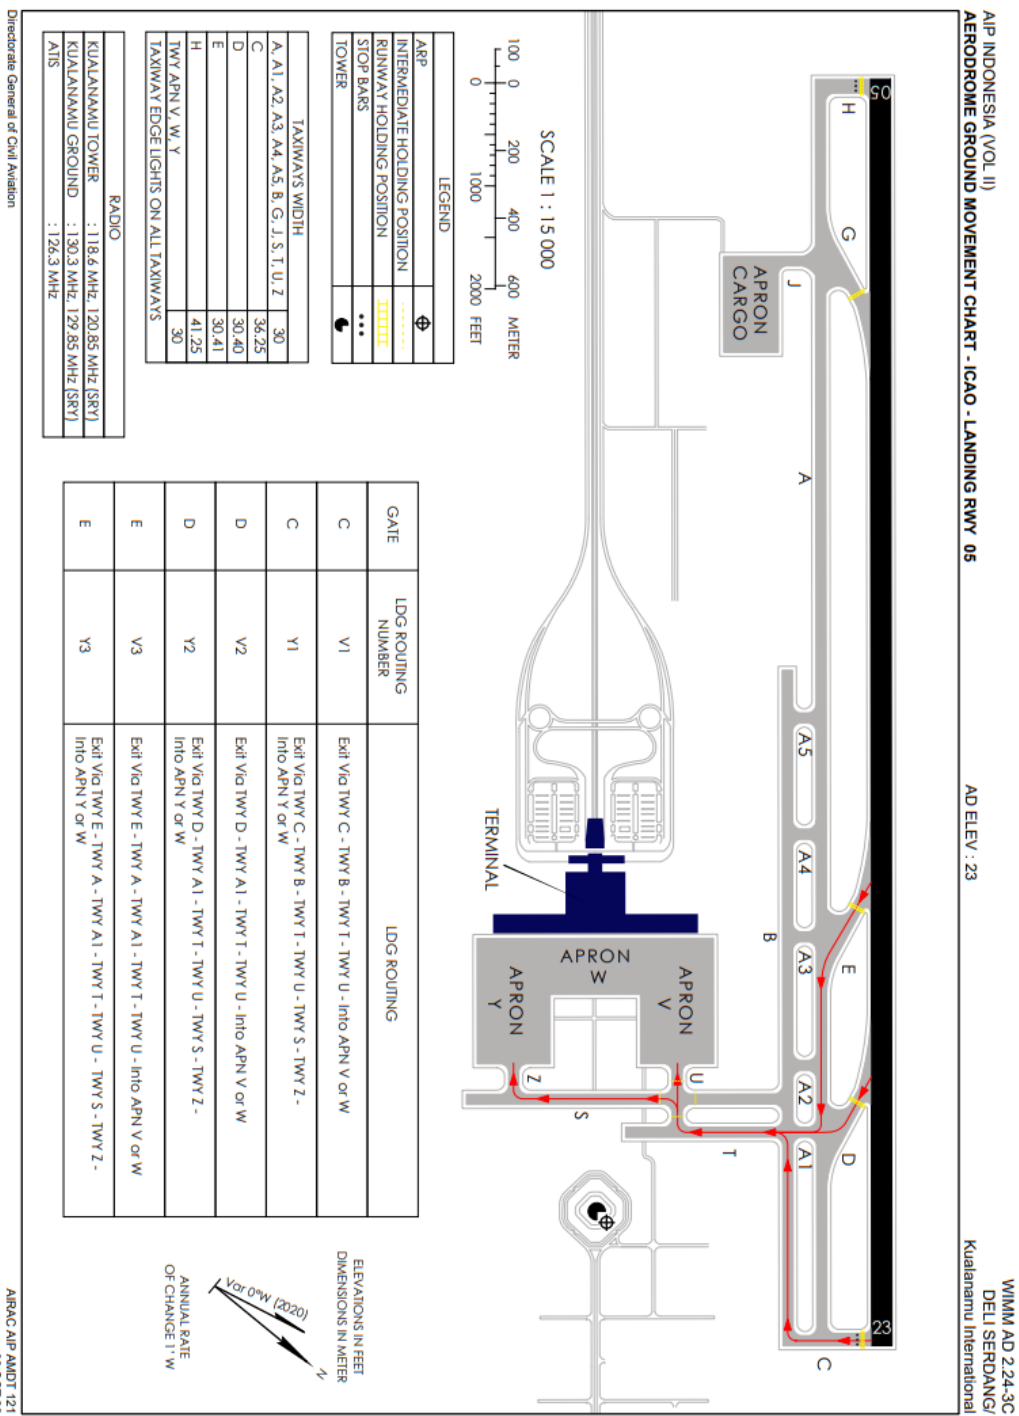 AIP INDONESIA (VOL II)
WIMM AD 2.24-3C
DELI SERDANG/
Kualanamu International
AERODROME GROUND MOVEMENT CHART - ICAO - LANDING RWY 05
AD ELEV : 23
05
23
H
G
J
A
A5
A4
A3
A2
A1
E
D
C
B
T
U
S
Z
APRON
CARGO
APRON
V
APRON
W
APRON
Y
TERMINAL
SCALE 1 : 15 000
100 0 200 400 600 METER
0 1000 2000 FEET
LEGEND
ARP
INTERMEDIATE HOLDING POSITION
RUNWAY HOLDING POSITION
STOP BARS
TOWER
TAXIWAYS WIDTH
A, A1, A2, A3, A4, A5, B, G, J, S, T, U, Z 30
C 36.25
D 30.40
E 30.41
H 41.25
TWY APN V, W, Y 30
TAXIWAY EDGE LIGHTS ON ALL TAXIWAYS
RADIO
KUALANAMU TOWER : 118.6 MHz, 120.85 MHz (SRY)
KUALANAMU GROUND : 130.3 MHz, 129.85 MHz (SRY)
ATIS : 126.3 MHz
GATE LDG ROUTING NUMBER LDG ROUTING
C V1 Exit Via TWY C - TWY B - TWY T - TWY U - Into APN V or W
C Y1 Exit Via TWY C - TWY B - TWY T - TWY U - TWY S - TWY Z -
Into APN Y or W
D V2 Exit Via TWY D - TWY A1 - TWY T - TWY U - Into APN V or W
D Y2 Exit Via TWY D - TWY A1 - TWY T - TWY U - TWY S - TWY Z -
Into APN Y or W
E V3 Exit Via TWY E - TWY A - TWY A1 - TWY T - TWY U - Into APN V or W
E Y3 Exit Via TWY E - TWY A - TWY A1 - TWY T - TWY U - TWY S - TWY Z -
Into APN Y or W
ELEVATIONS IN FEET
DIMENSIONS IN METER
Var 0°W (2020)
N
ANNUAL RATE
OF CHANGE 1' W
Directorate General of Civil Aviation
AIRAC AIP AMDT 121